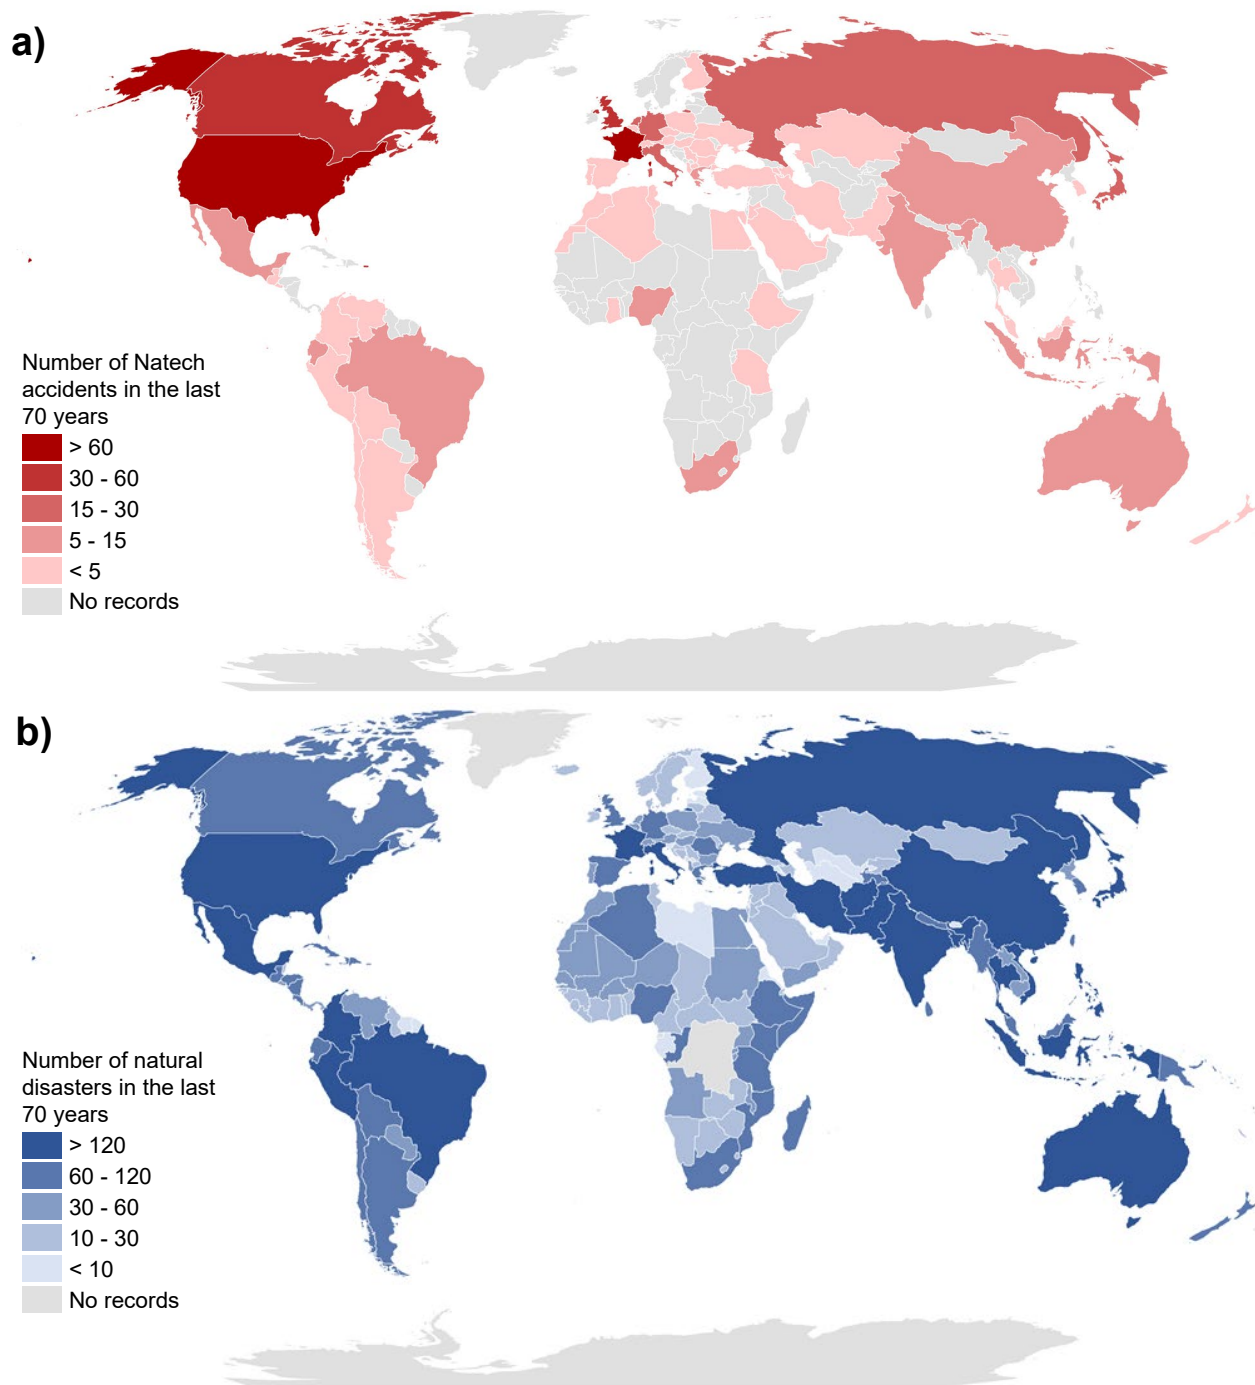 a)
Number of Natech
accidents in the last
70 years
> 60
30 - 60
15 - 30
5 - 15
< 5
No records
b)
Number of natural
disasters in the last
70 years
> 120
60 - 120
30 - 60
10 - 30
< 10
No records